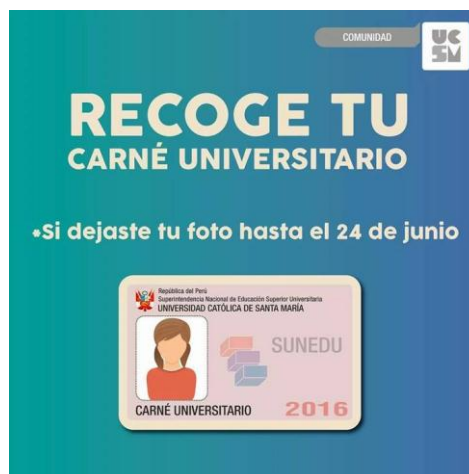 COMUNIDAD
UC
SM
RECOGE TU
CARNÉ UNIVERSITARIO
*Si dejaste tu foto hasta el 24 de junio
República del Perú
Superintendencia Nacional de Educación Superior Universitaria
UNIVERSIDAD CATÓLICA DE SANTA MARÍA
SUNEDU
CARNÉ UNIVERSITARIO
2016